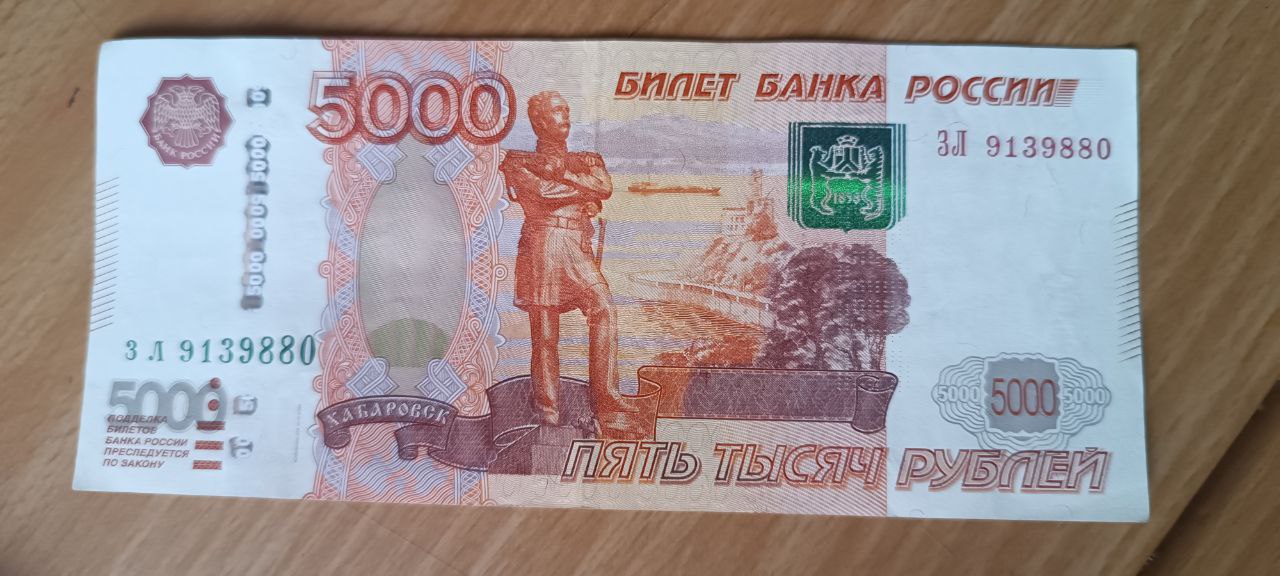 БАНК РОССИИ
5000
БИЛЕТ БАНКА РОССИИ
ЗЛ 9139880
5000 5000
1858
ЗЛ 9139880
5000
ПОДДЕЛКА
БИЛЕТОВ
БАНКА РОССИИ
ПРЕСЛЕДУЕТСЯ
ПО ЗАКОНУ
ХАБАРОВСК
5000 5000 5000
ПЯТЬ ТЫСЯЧ РУБЛЕЙ